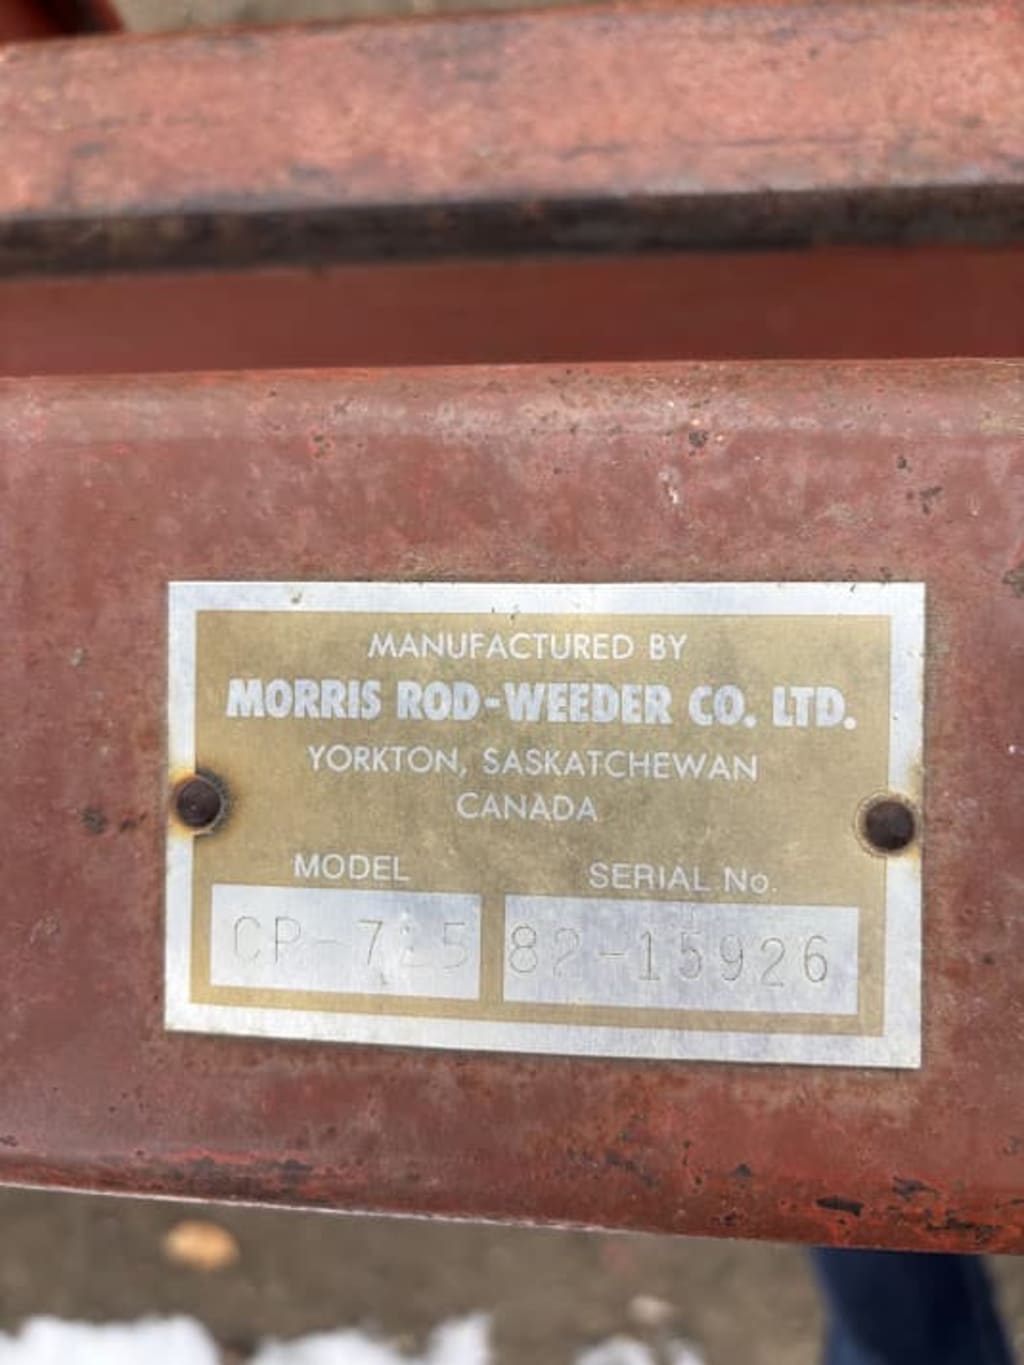 MANUFACTURED BY
MORRIS ROD-WEEDER CO. LTD.
YORKTON, SASKATCHEWAN
CANADA
MODEL SERIAL No.
CP-725 82-15926